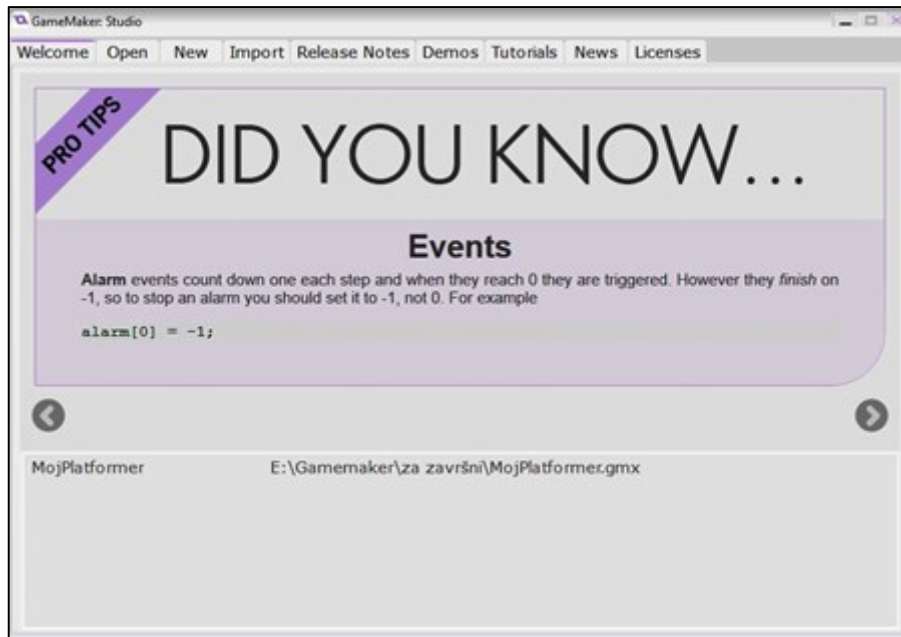 GameMaker: Studio
Welcome Open New Import Release Notes Demos Tutorials News Licenses
PRO TIPS
DID YOU KNOW...
Events
Alarm events count down one each step and when they reach 0 they are triggered. However they finish on
-1, so to stop an alarm you should set it to -1, not 0. For example
alarm[0] = -1;
MojPlatformer E:\Gamemaker\za završni\MojPlatformer.gmx